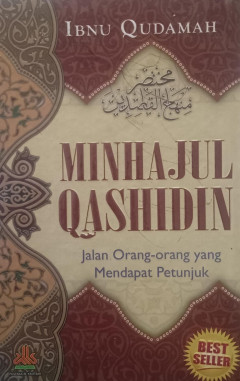 IBNU QUDAMAH
مختصر
منهاج القاصدين
MINHAJUL
QASHIDIN
Jalan Orang-orang yang
Mendapat Petunjuk
BEST
SELLER